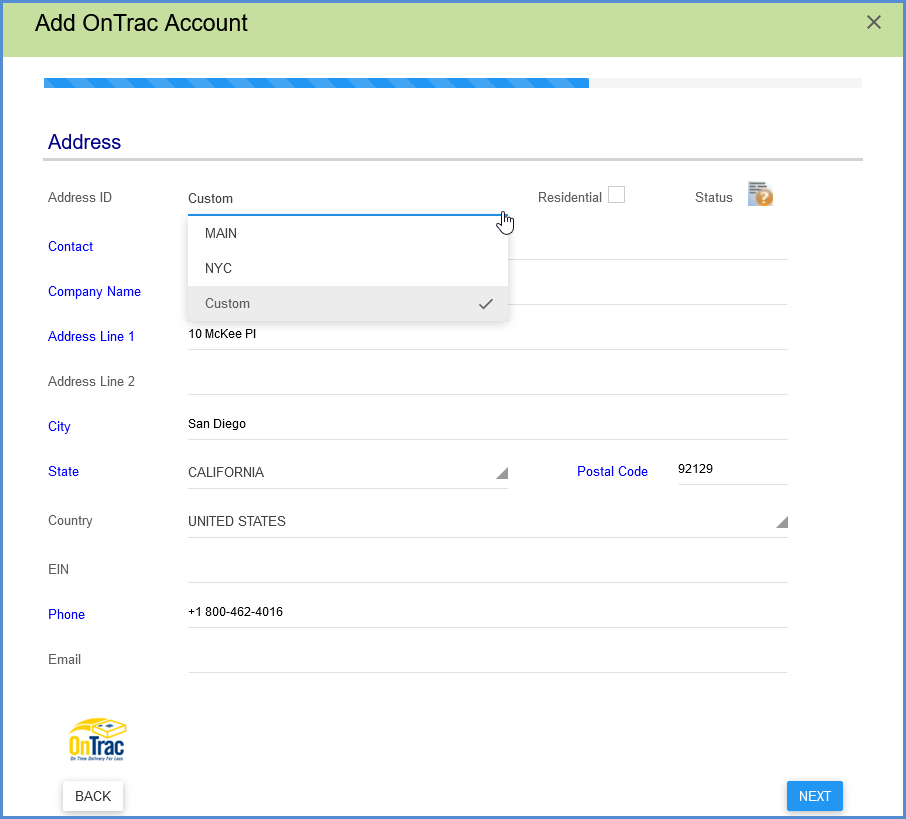 Add OnTrac Account
Address
Address ID Custom Residential Status
MAIN
Contact
NYC
Company Name
Custom
Address Line 1 10 McKee Pl
Address Line 2
City San Diego
State CALIFORNIA Postal Code 92129
Country UNITED STATES
EIN
Phone +1 800-462-4016
Email
OnTrac
On Time Delivery For Less
BACK NEXT